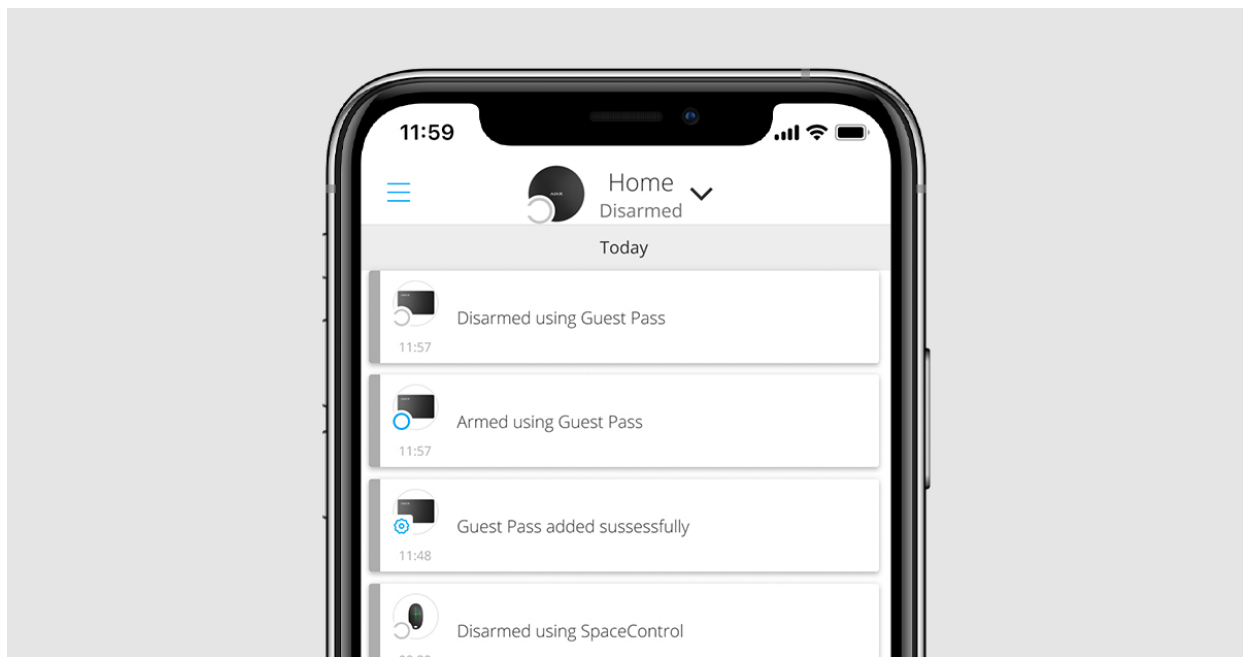 11:59
Home
Disarmed
Today
Disarmed using Guest Pass
11:57
Armed using Guest Pass
11:57
Guest Pass added sussessfully
11:48
Disarmed using SpaceControl